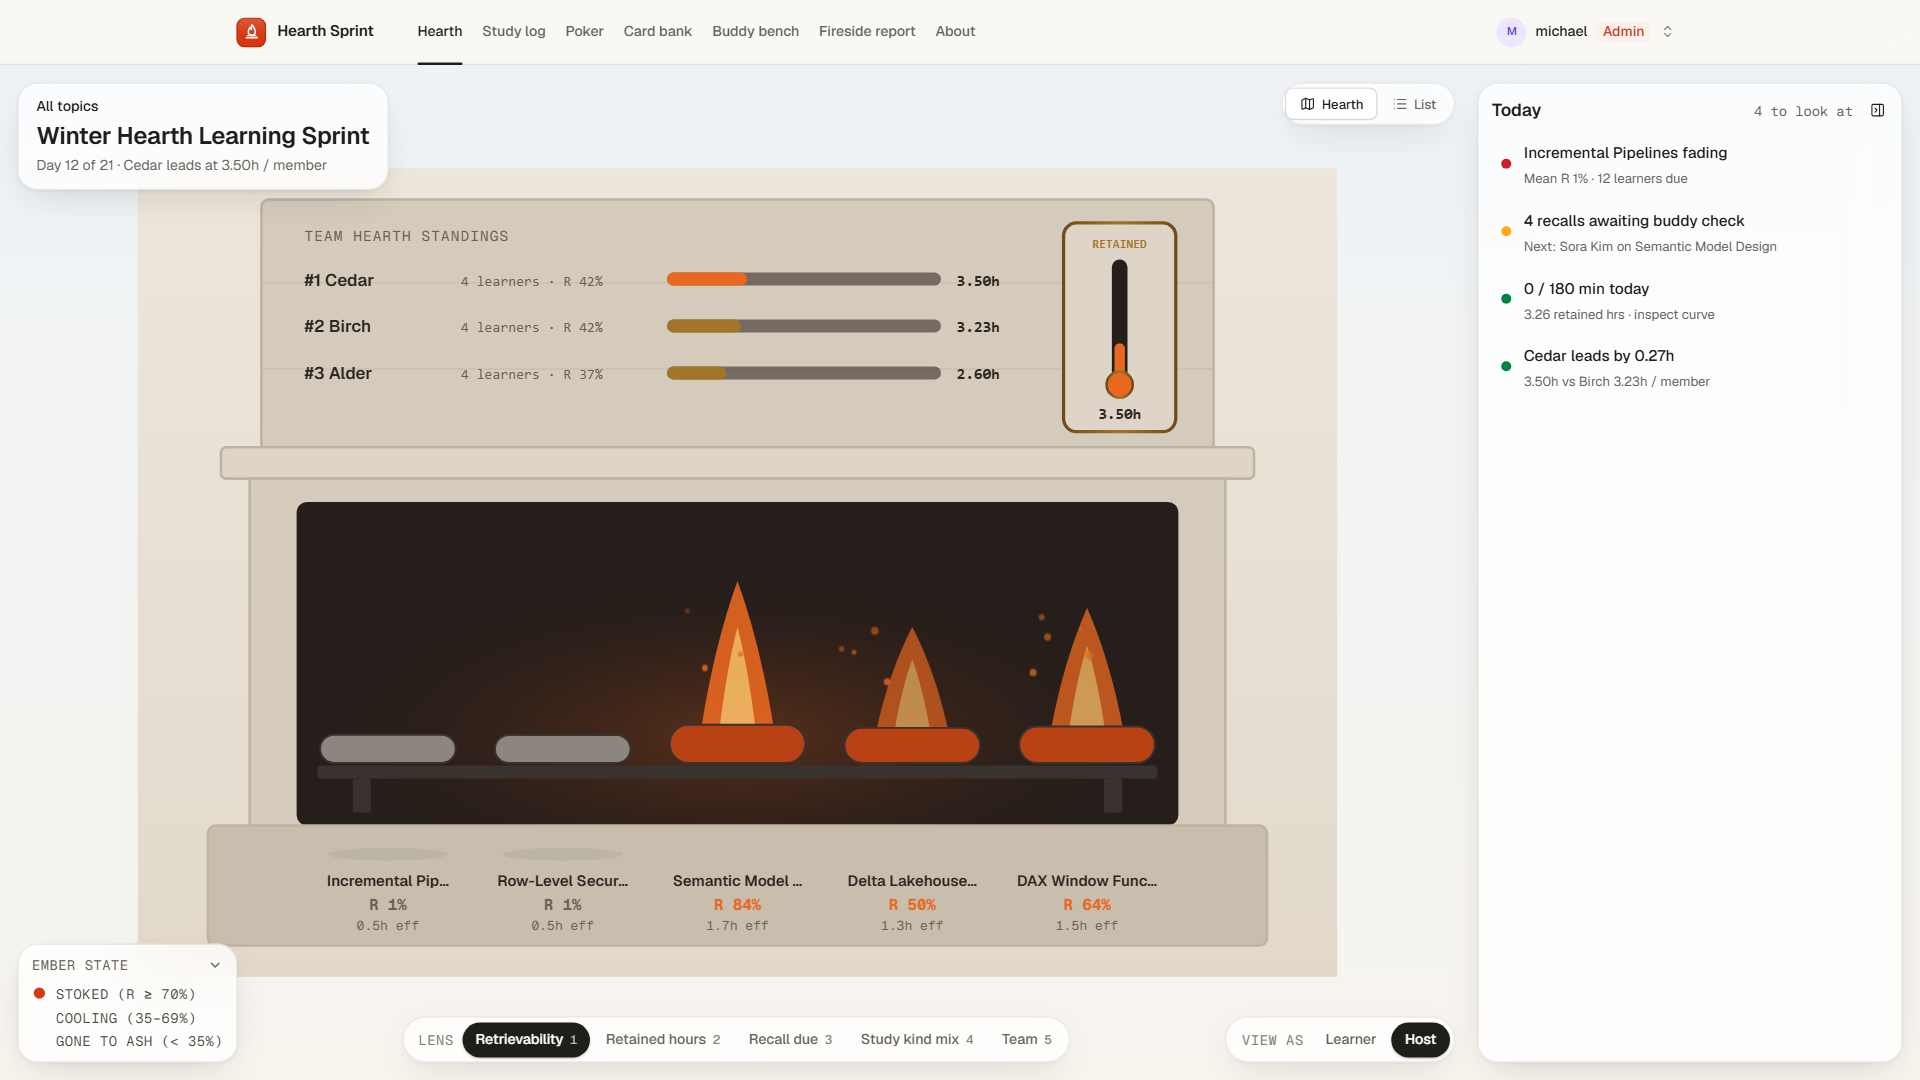 Hearth Sprint
Hearth
Study log
Poker
Card bank
Buddy bench
Fireside report
About
M
michael
Admin
All topics
Winter Hearth Learning Sprint
Day 12 of 21 · Cedar leads at 3.50h / member
Hearth
List
TEAM HEARTH STANDINGS
#1 Cedar
4 learners · R 42%
3.50h
#2 Birch
4 learners · R 42%
3.23h
#3 Alder
4 learners · R 37%
2.60h
RETAINED
3.50h
Incremental Pip...
R 1%
0.5h eff
Row-Level Secur...
R 1%
0.5h eff
Semantic Model ...
R 84%
1.7h eff
Delta Lakehouse...
R 50%
1.3h eff
DAX Window Func...
R 64%
1.5h eff
EMBER STATE
STOKED (R ≥ 70%)
COOLING (35–69%)
GONE TO ASH (< 35%)
LENS
Retrievability 1
Retained hours 2
Recall due 3
Study kind mix 4
Team 5
VIEW AS
Learner
Host
Today
4 to look at
Incremental Pipelines fading
Mean R 1% · 12 learners due
4 recalls awaiting buddy check
Next: Sora Kim on Semantic Model Design
0 / 180 min today
3.26 retained hrs · inspect curve
Cedar leads by 0.27h
3.50h vs Birch 3.23h / member